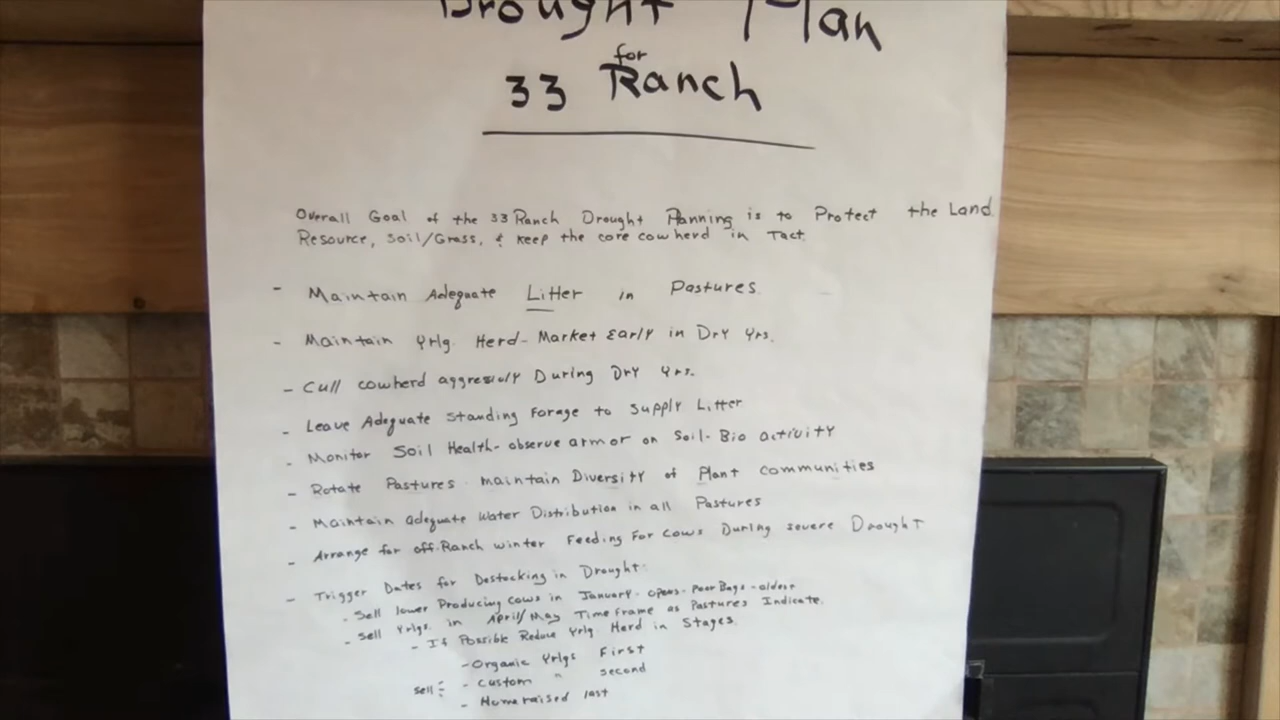 Drought Plan
for
33 Ranch
Overall Goal of the 33 Ranch Drought Planning is to Protect the Land
Resource, Soil/Grass, & keep the core cowherd in Tact.
- Maintain Adequate Litter in Pastures
- Maintain Yrlg. Herd-Market Early in Dry Yrs.
- Cull cowherd aggresivly During Dry Yrs.
- Leave Adequate Standing Forage to Supply Litter
- Monitor Soil Health-observe armor on Soil-Bio activity
- Rotate Pastures. maintain Diversity of Plant communities
- Maintain adequate Water Distribution in all Pastures
- Arrange for off-Ranch winter Feeding For Cows During severe Drought
- Trigger Dates for Destocking in Drought:
- Sell lower Producing Cows in January-opens-Poor Bags-oldest
- Sell Yrlgs. in April/May Timeframe as Pastures Indicate.
- If Possible Reduce Yrlg. Herd in Stages.
- Organic Yrlgs First
Sell: - Custom " second
- Homeraised last